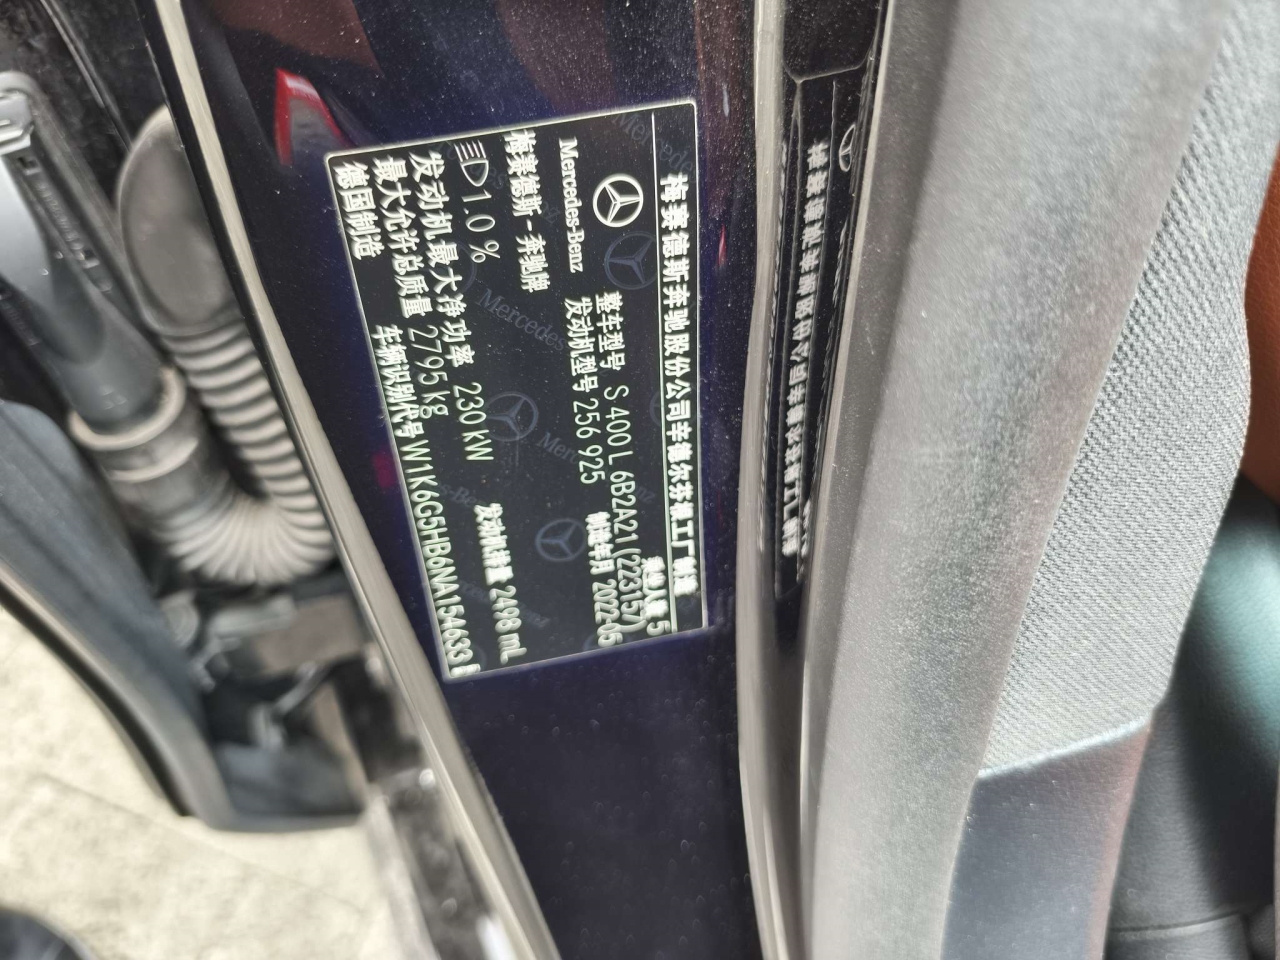 梅赛德斯奔驰股份公司辛德尔芬根工厂制造
Mercedes-Benz
整车型号 S 400 L 6B2A21 (223157)
乘坐人数 5
发动机型号 256 925
制造年月 2022-05
梅赛德斯-奔驰牌
1.0 %
发动机最大净功率 230 kW
发动机排量 2498 mL
最大允许总质量 2795 kg
德国制造
车辆识别代号 W1K6G5HB6NA154633